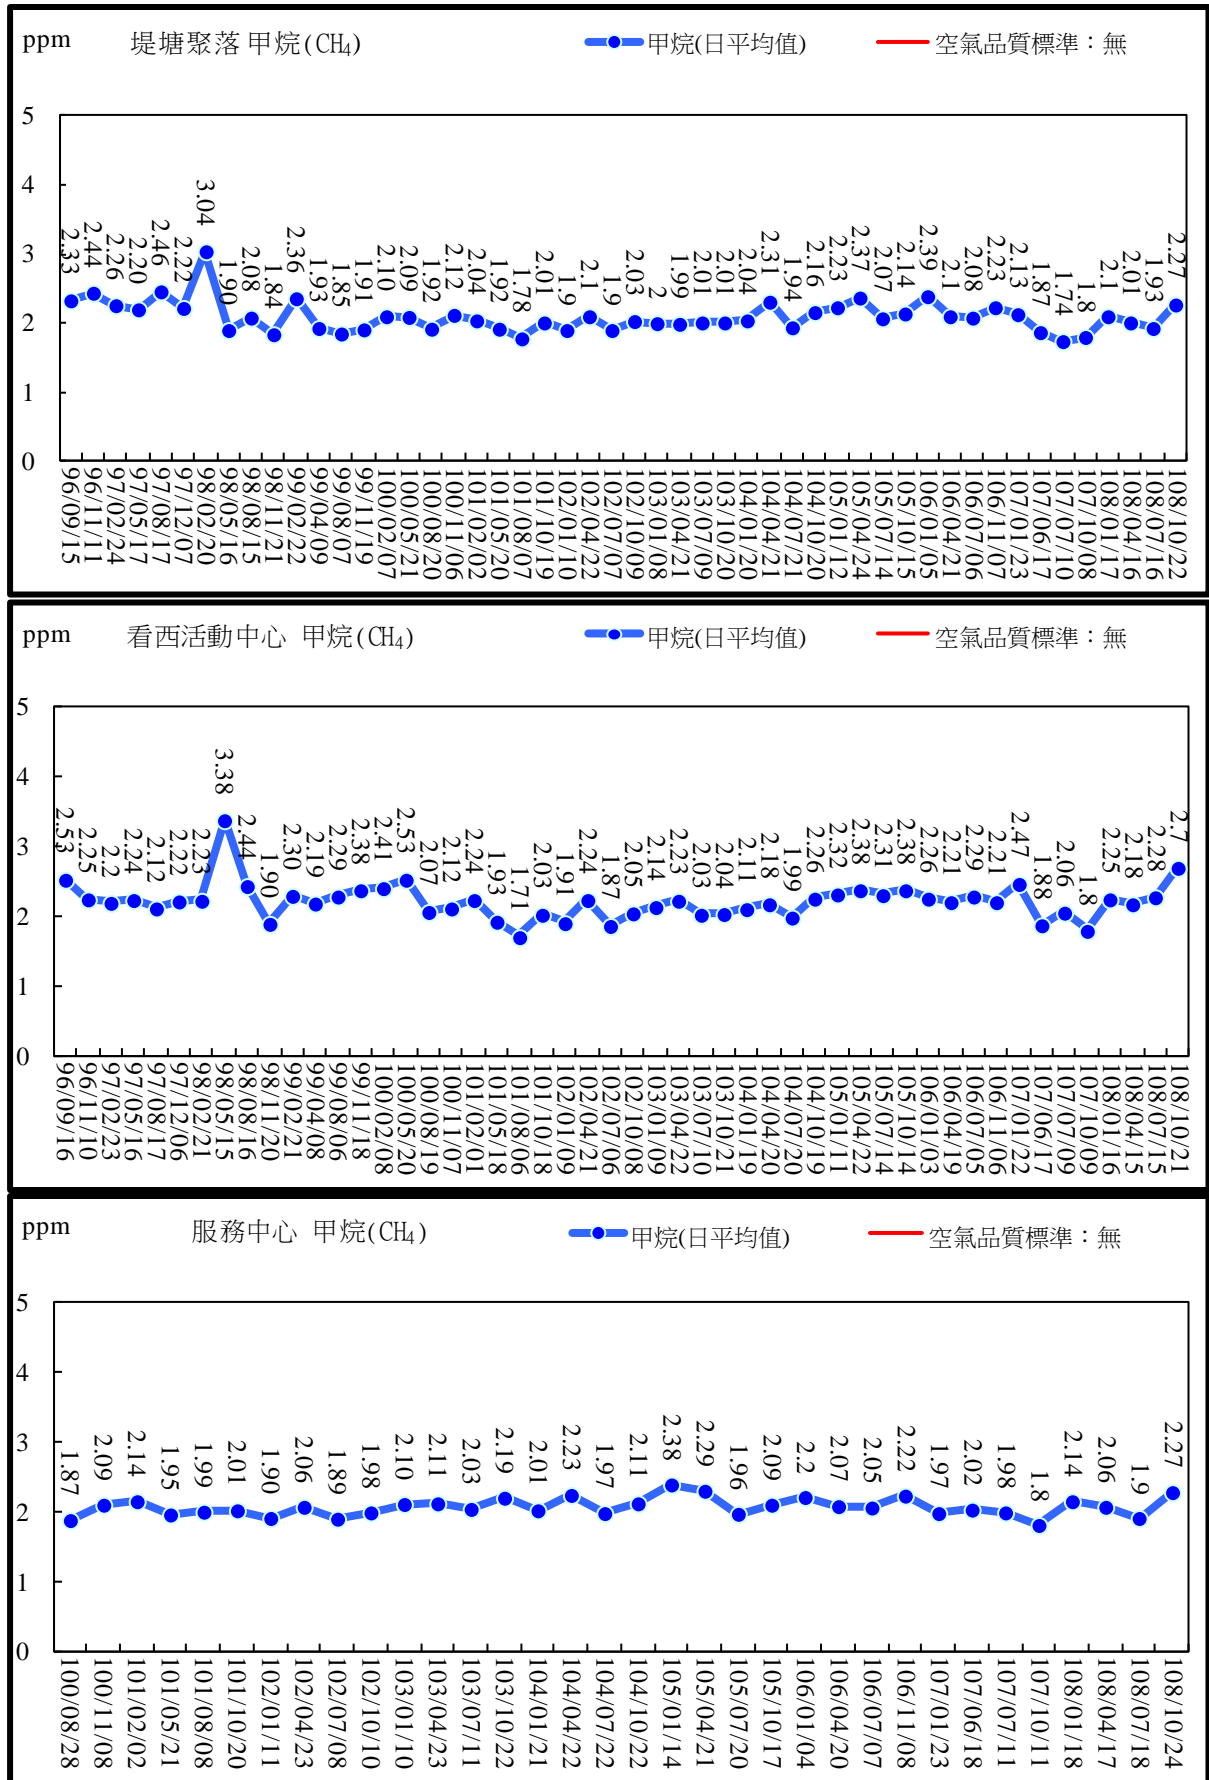 ppm 堤塘聚落 甲烷(CH₄) 甲烷(日平均值) 空氣品質標準：無
5
4
3
2
1
0
2.33 2.44 2.26 2.20 2.46 2.22 3.04 1.90 2.08 1.84 2.36 1.93 1.85 1.91 2.10 2.09 1.92 2.12 2.04 1.92 1.78 2.01 1.9 2.1 1.9 2.03 2 1.99 2.01 2.01 2.04 2.31 1.94 2.16 2.23 2.37 2.07 2.14 2.39 2.1 2.08 2.23 2.13 1.87 1.74 1.8 2.1 2.01 1.93 2.27
96/09/15 96/11/11 97/02/24 97/05/17 97/08/17 97/12/07 98/02/20 98/05/16 98/08/15 98/11/21 99/02/22 99/04/09 99/08/07 99/11/19 100/02/07 100/05/21 100/08/20 100/11/06 101/02/02 101/05/20 101/08/07 101/10/19 102/01/10 102/04/22 102/07/07 102/10/09 103/01/08 103/04/21 103/07/09 103/10/20 104/01/20 104/04/21 104/07/21 104/10/20 105/01/12 105/04/24 105/07/14 105/10/15 106/01/05 106/04/21 106/07/06 106/11/07 107/01/23 107/06/17 107/07/10 107/10/08 108/01/17 108/04/16 108/07/16 108/10/22
ppm 看西活動中心 甲烷(CH₄) 甲烷(日平均值) 空氣品質標準：無
5
4
3
2
1
0
2.53 2.25 2.2 2.24 2.12 2.22 2.23 3.38 2.44 1.90 2.30 2.19 2.29 2.38 2.41 2.53 2.07 2.12 2.24 1.93 1.71 2.03 1.91 2.24 1.87 2.05 2.14 2.23 2.03 2.04 2.11 2.18 1.99 2.26 2.32 2.38 2.31 2.38 2.26 2.21 2.29 2.21 2.47 1.88 2.06 1.8 2.25 2.18 2.28 2.7
96/09/16 96/11/10 97/02/23 97/05/16 97/08/17 97/12/06 98/02/21 98/05/15 98/08/16 98/11/20 99/02/21 99/04/08 99/08/06 99/11/18 100/02/08 100/05/20 100/08/19 100/11/07 101/02/01 101/05/18 101/08/06 101/10/18 102/01/09 102/04/21 102/07/06 102/10/08 103/01/09 103/04/22 103/07/10 103/10/21 104/01/19 104/04/20 104/07/20 104/10/19 105/01/11 105/04/22 105/07/14 105/10/14 106/01/03 106/04/19 106/07/05 106/11/06 107/01/22 107/06/17 107/07/09 107/10/09 108/01/16 108/04/15 108/07/15 108/10/21
ppm 服務中心 甲烷(CH₄) 甲烷(日平均值) 空氣品質標準：無
5
4
3
2
1
0
1.87 2.09 2.14 1.95 1.99 2.01 1.90 2.06 1.89 1.98 2.10 2.11 2.03 2.19 2.01 2.23 1.97 2.11 2.38 2.29 1.96 2.09 2.2 2.07 2.05 2.22 1.97 2.02 1.98 1.8 2.14 2.06 1.9 2.27
100/08/28 100/11/08 101/02/02 101/05/21 101/08/08 101/10/20 102/01/11 102/04/23 102/07/08 102/10/10 103/01/10 103/04/23 103/07/11 103/10/22 104/01/21 104/04/22 104/07/22 104/10/22 105/01/14 105/04/21 105/07/20 105/10/17 106/01/04 106/04/20 106/07/07 106/11/08 107/01/23 107/06/18 107/07/11 107/10/11 108/01/18 108/04/17 108/07/18 108/10/24